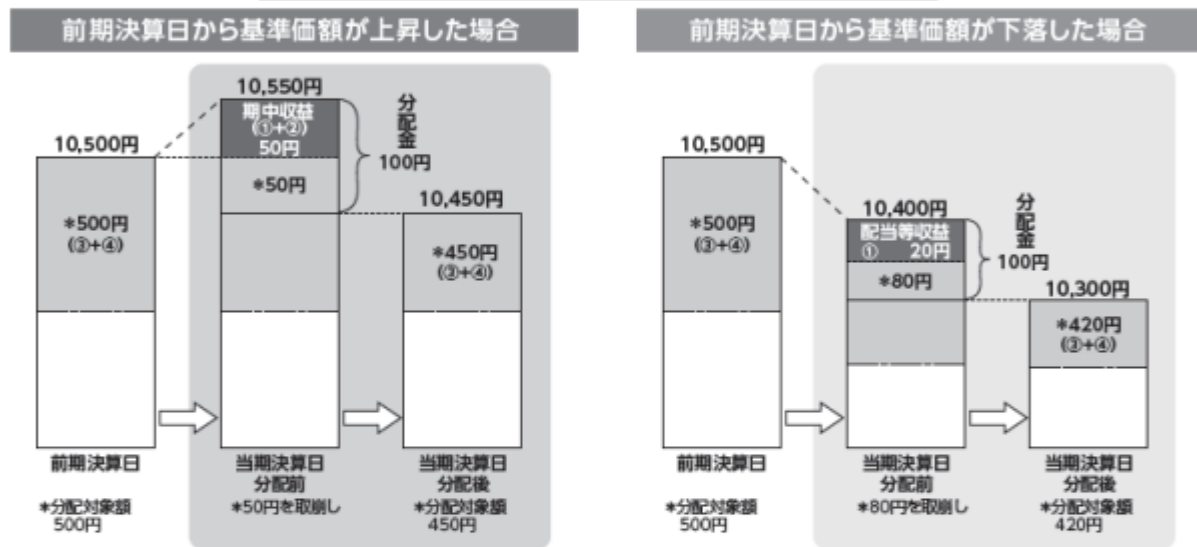 前期決算日から基準価額が上昇した場合
10,500円
*500円
(③+④)
前期決算日
*分配対象額
500円
10,550円
期中収益
(①+②)
50円
*50円
分配金
100円
当期決算日
分配前
*50円を取崩し
10,450円
*450円
(③+④)
当期決算日
分配後
*分配対象額
450円
前期決算日から基準価額が下落した場合
10,500円
*500円
(③+④)
前期決算日
*分配対象額
500円
10,400円
配当等収益
① 20円
*80円
分配金
100円
当期決算日
分配前
*80円を取崩し
10,300円
*420円
(③+④)
当期決算日
分配後
*分配対象額
420円